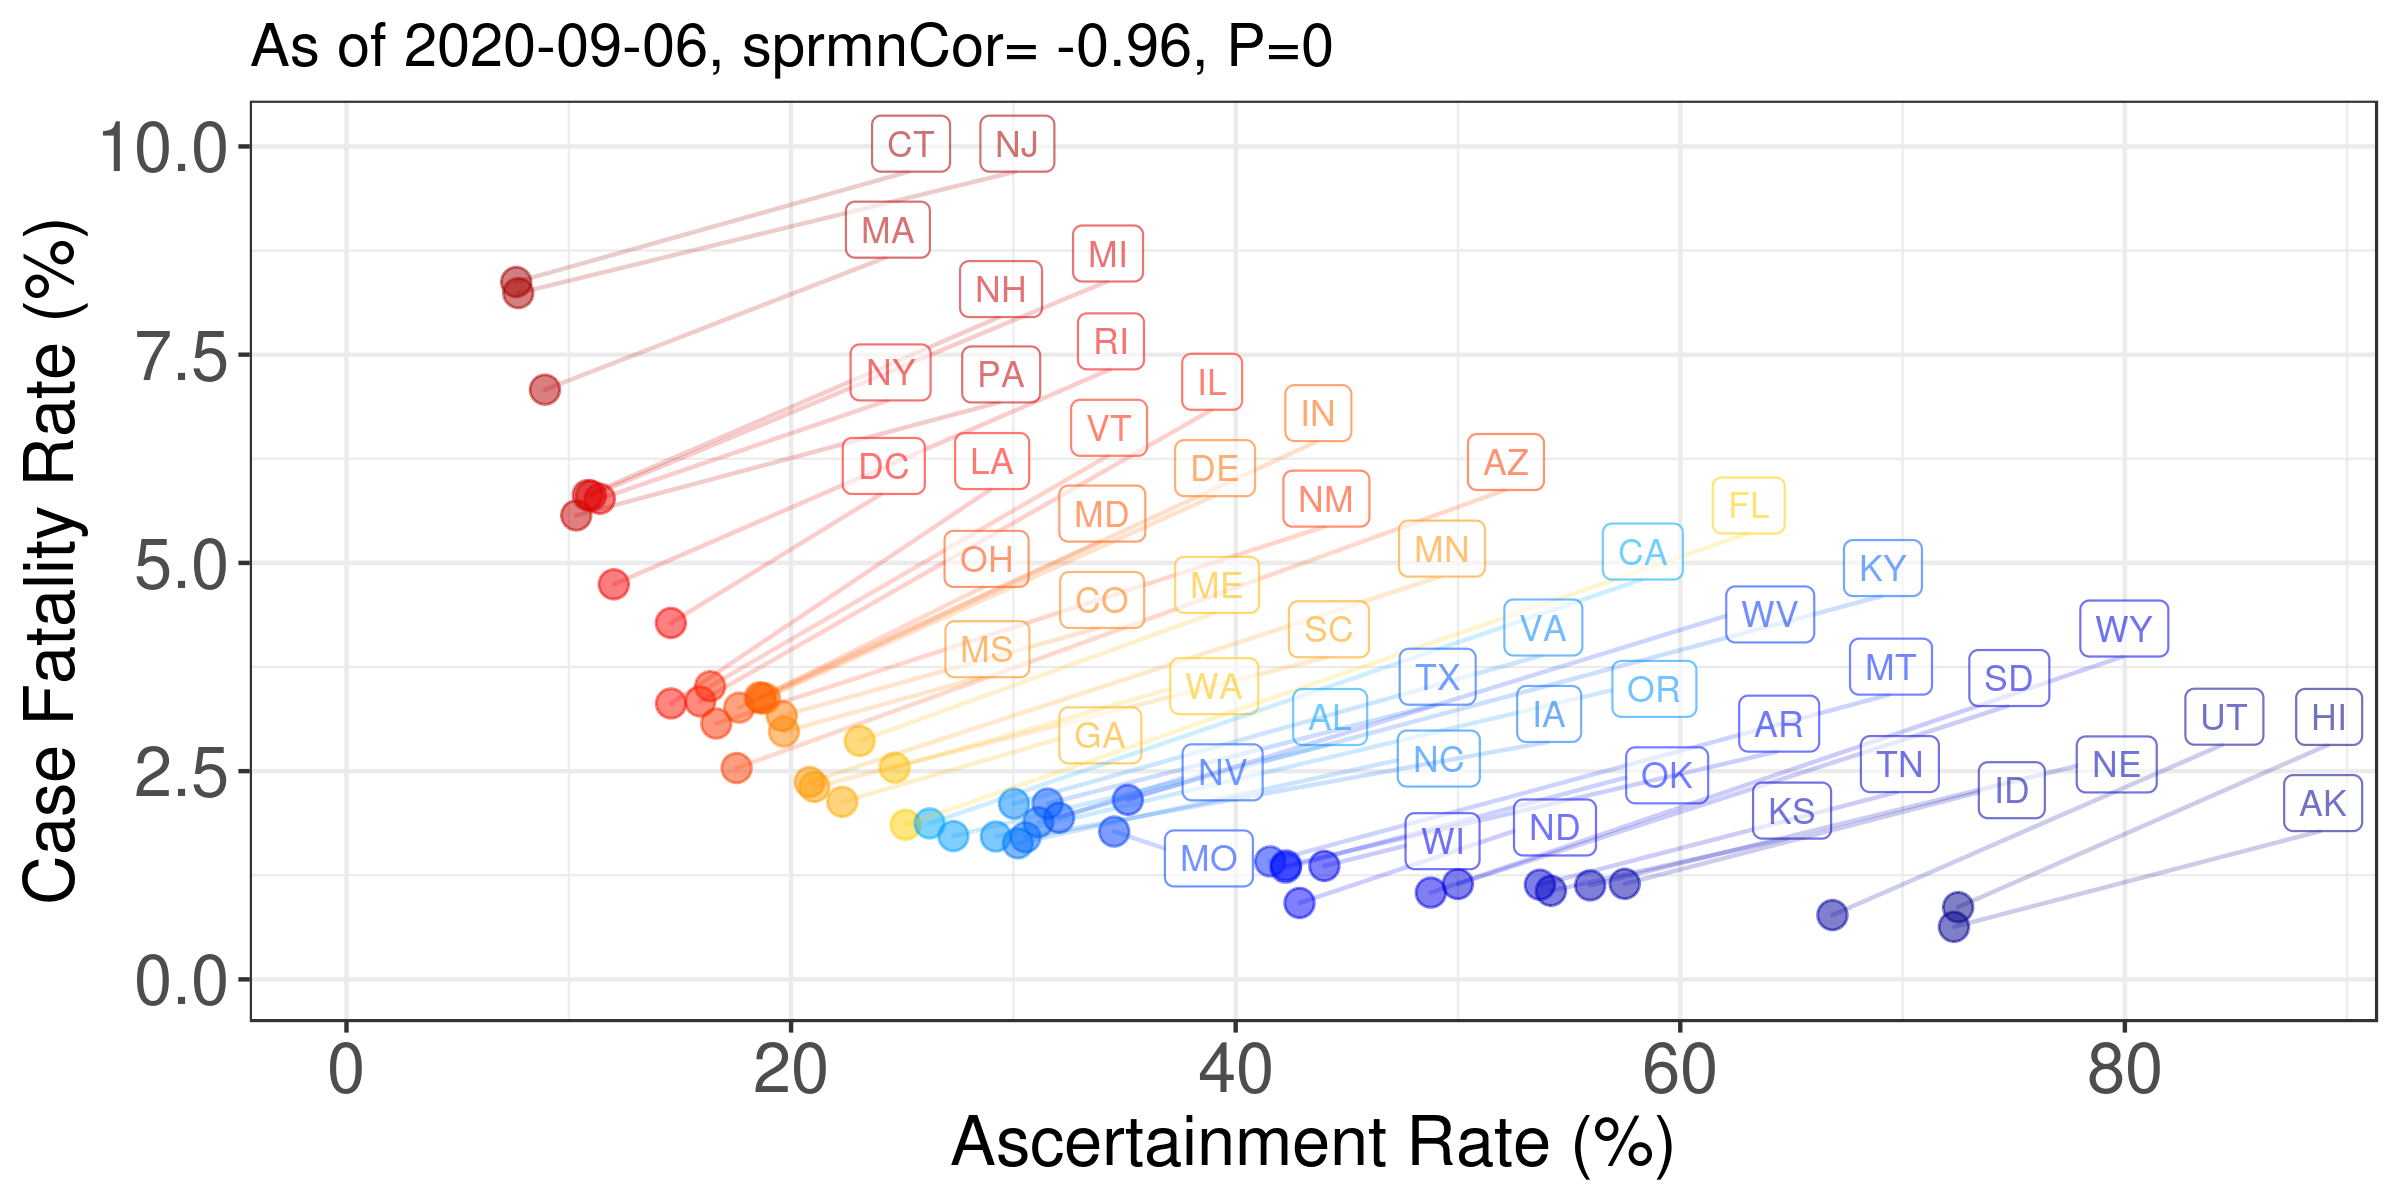 As of 2020-09-06, sprmnCor= -0.96, P=0
Case Fatality Rate (%)
10.0
7.5
5.0
2.5
0.0
CT NJ
MA
MI
NH
RI
NY PA IL
IN
VT
DC LA DE AZ
NM FL
MD
OH MN CA KY
CO ME
MS SC VA WV WY
WA TX OR MT SD
GA AL IA AR UT HI
NV NC OK TN NE
KS ID AK
MO WI ND
0 20 40 60 80
Ascertainment Rate (%)